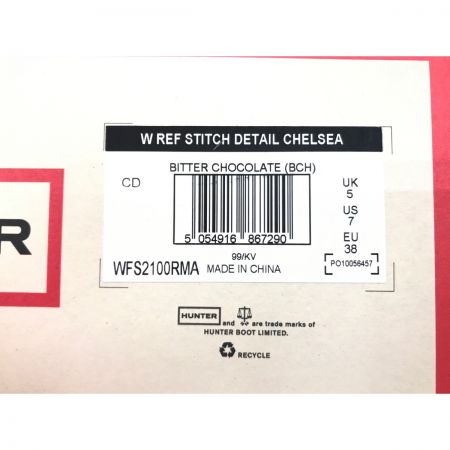 W REF STITCH DETAIL CHELSEA
BITTER CHOCOLATE (BCH)
CD
5 054916 867290
UK
5
US
7
EU
38
99/KV
WFS2100RMA MADE IN CHINA
PO10056457
R
HUNTER and are trade marks of
HUNTER BOOT LIMITED.
RECYCLE